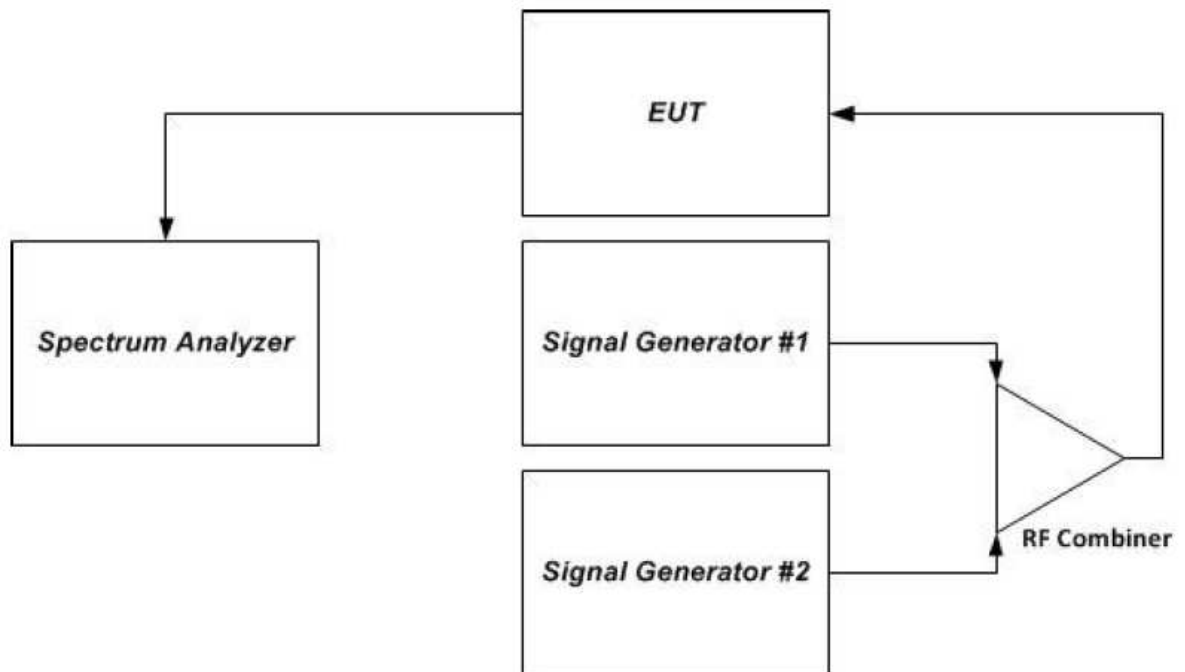 EUT
Spectrum Analyzer
Signal Generator #1
Signal Generator #2
RF Combiner